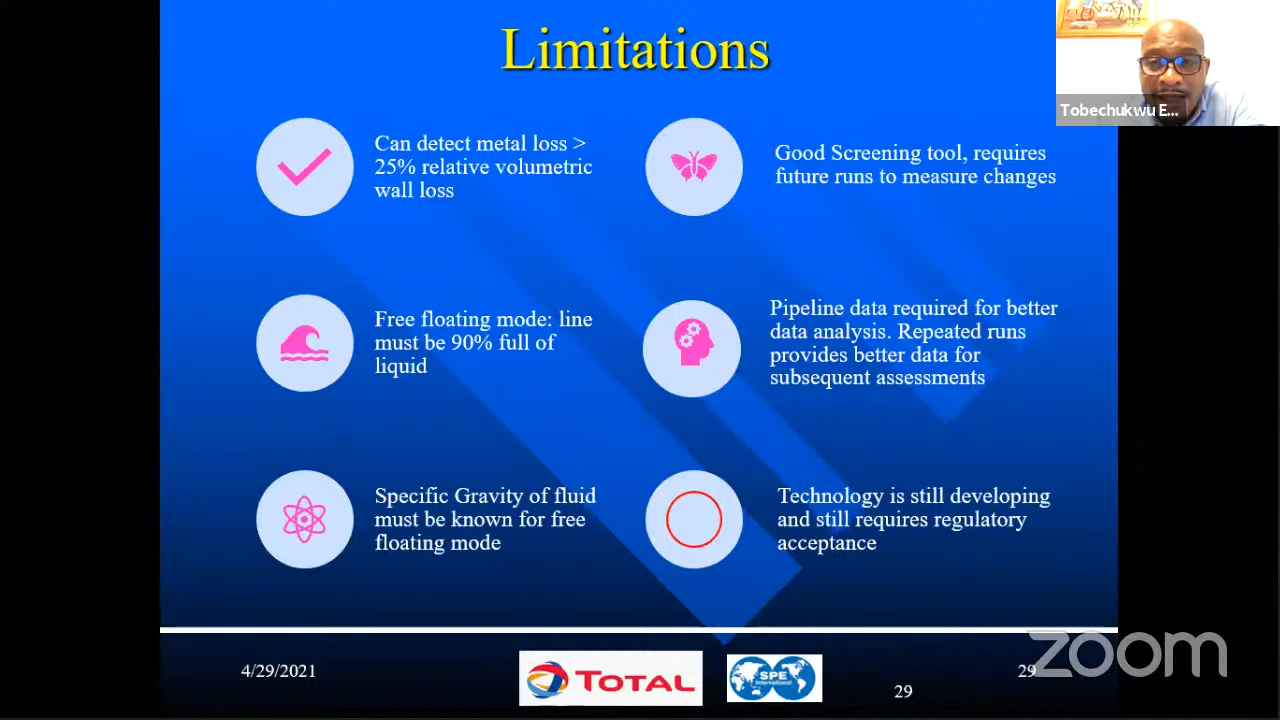 Limitations
Tobechukwu E...
Can detect metal loss >
25% relative volumetric
wall loss
Good Screening tool, requires
future runs to measure changes
Free floating mode: line
must be 90% full of
liquid
Pipeline data required for better
data analysis. Repeated runs
provides better data for
subsequent assessments
Specific Gravity of fluid
must be known for free
floating mode
Technology is still developing
and still requires regulatory
acceptance
4/29/2021
TOTAL
SPE
International
29
29
zoom